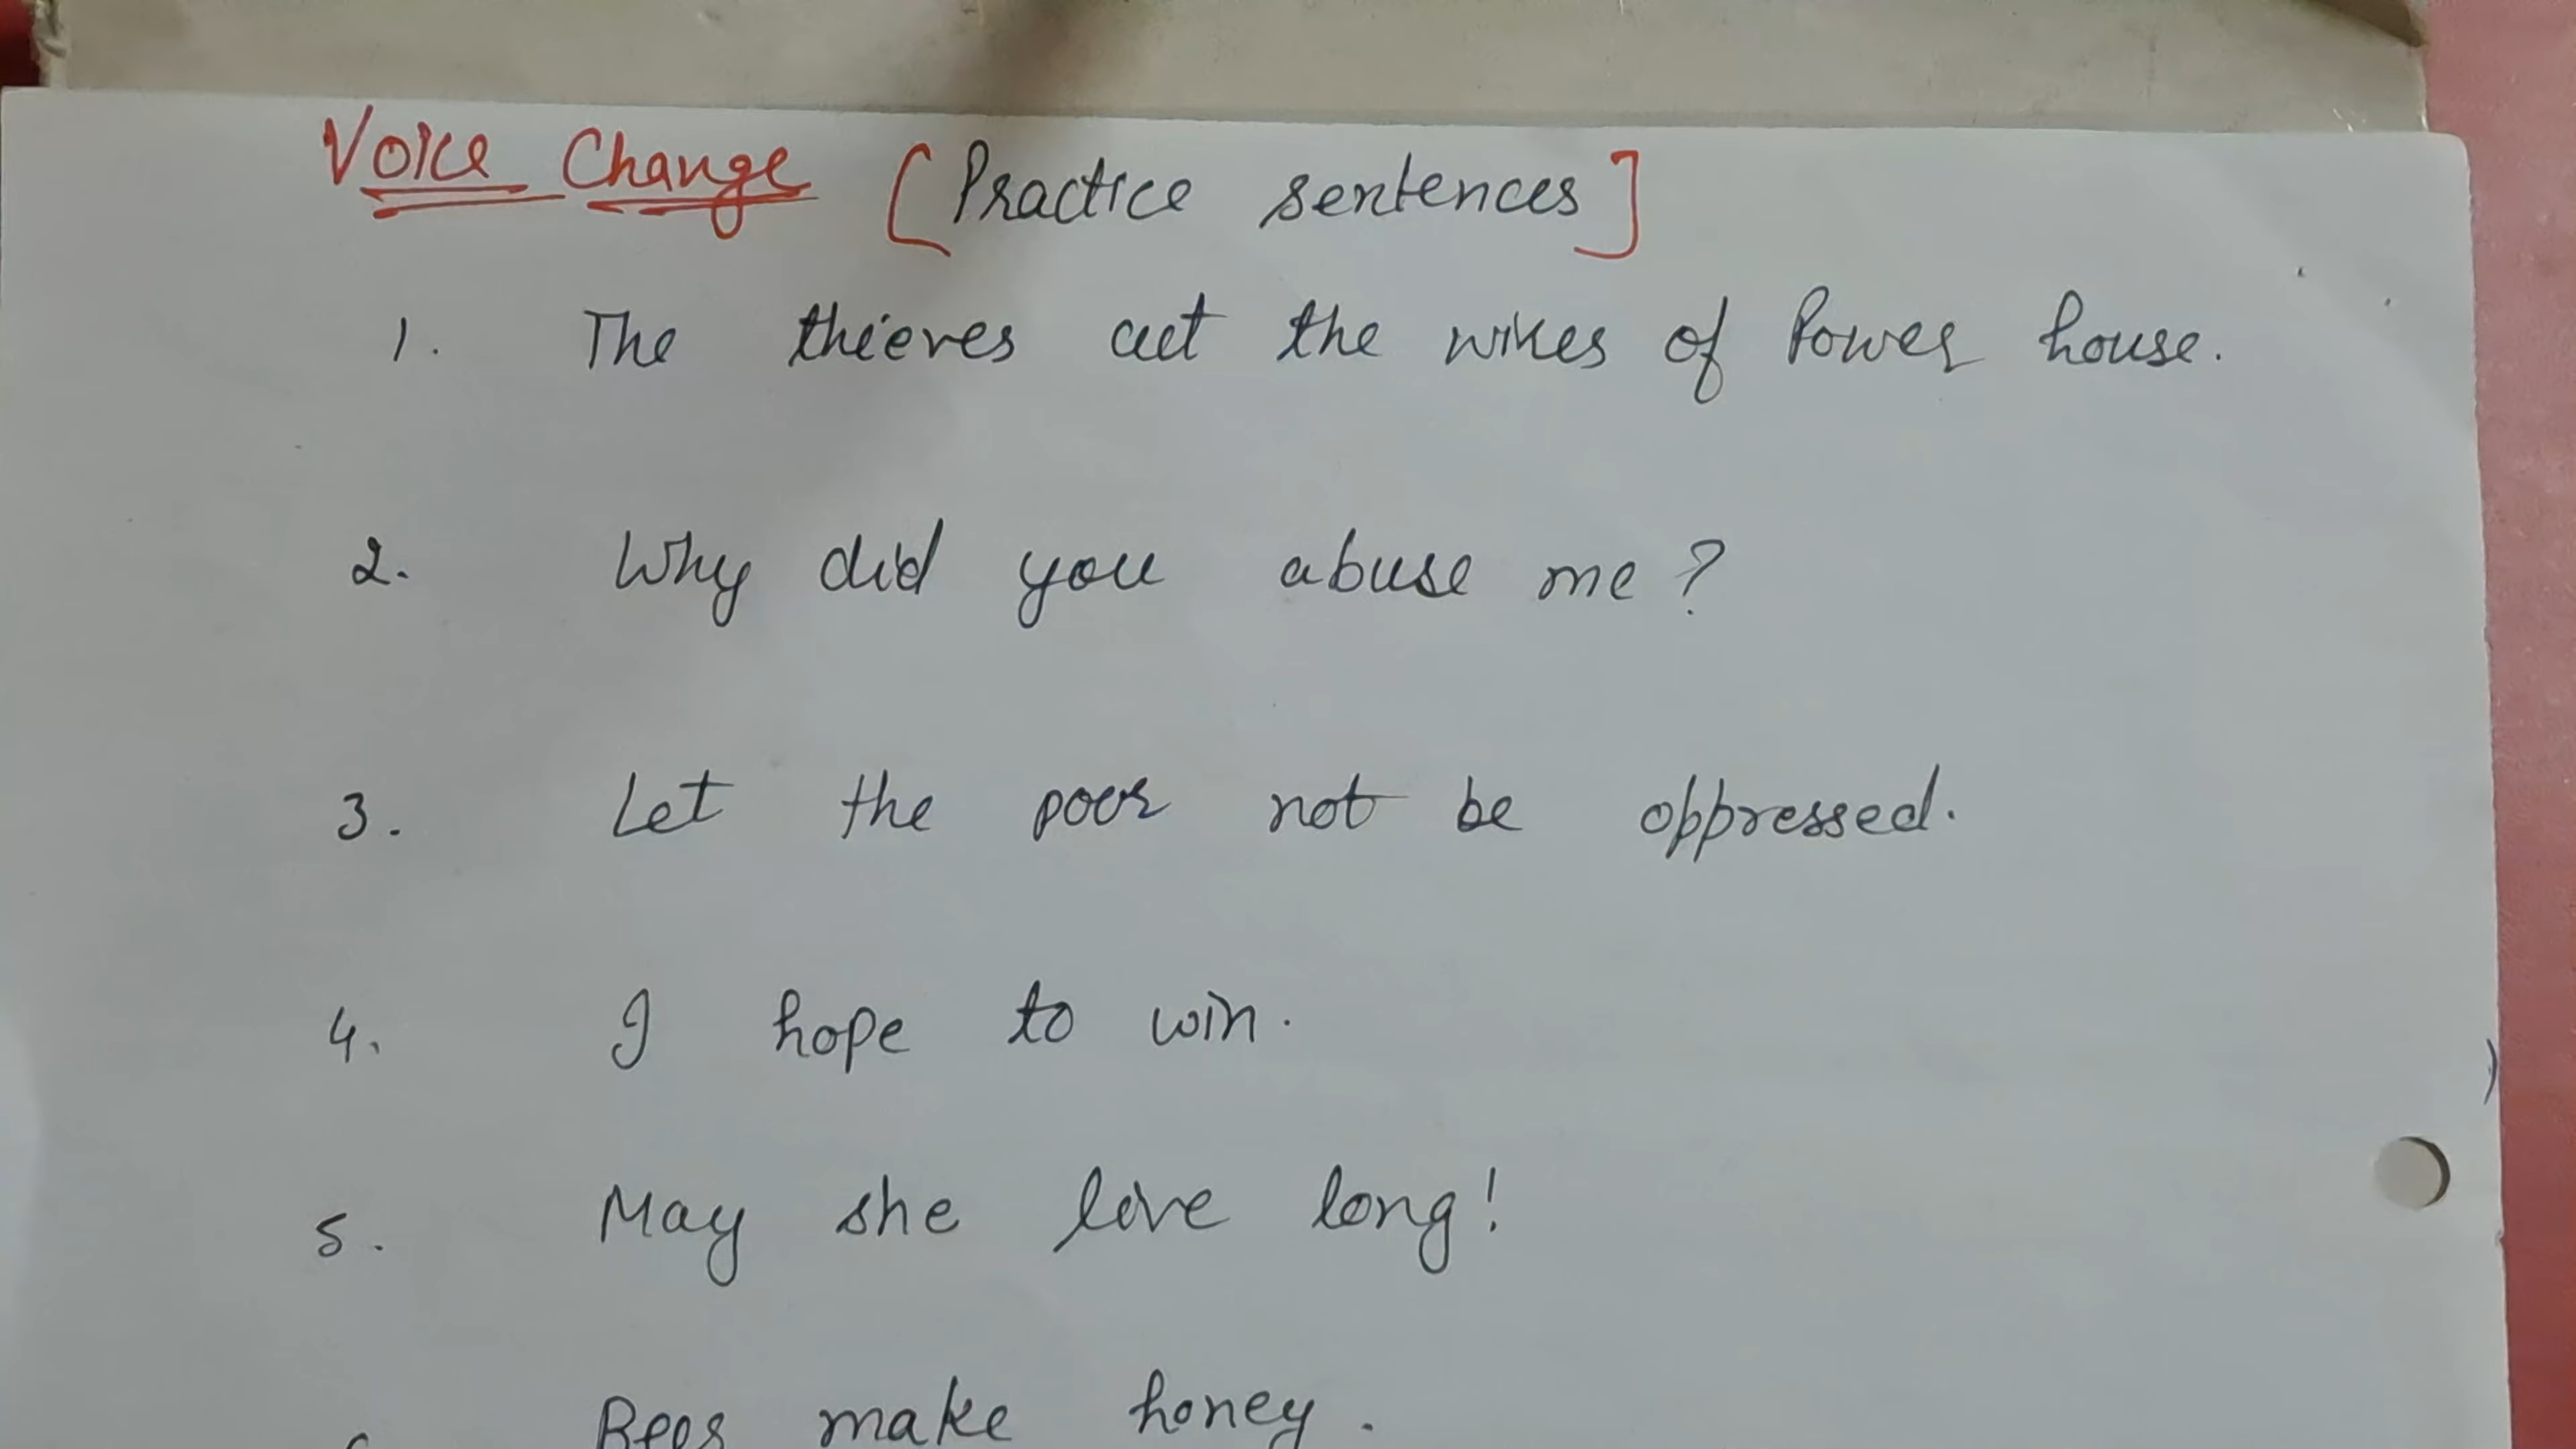 Voice Change [Practice sentences]
1. The thieves cut the wires of Power house.
2. Why did you abuse me?
3. Let the poor not be oppressed.
4. I hope to win.
5. May she live long!
Bees make honey.